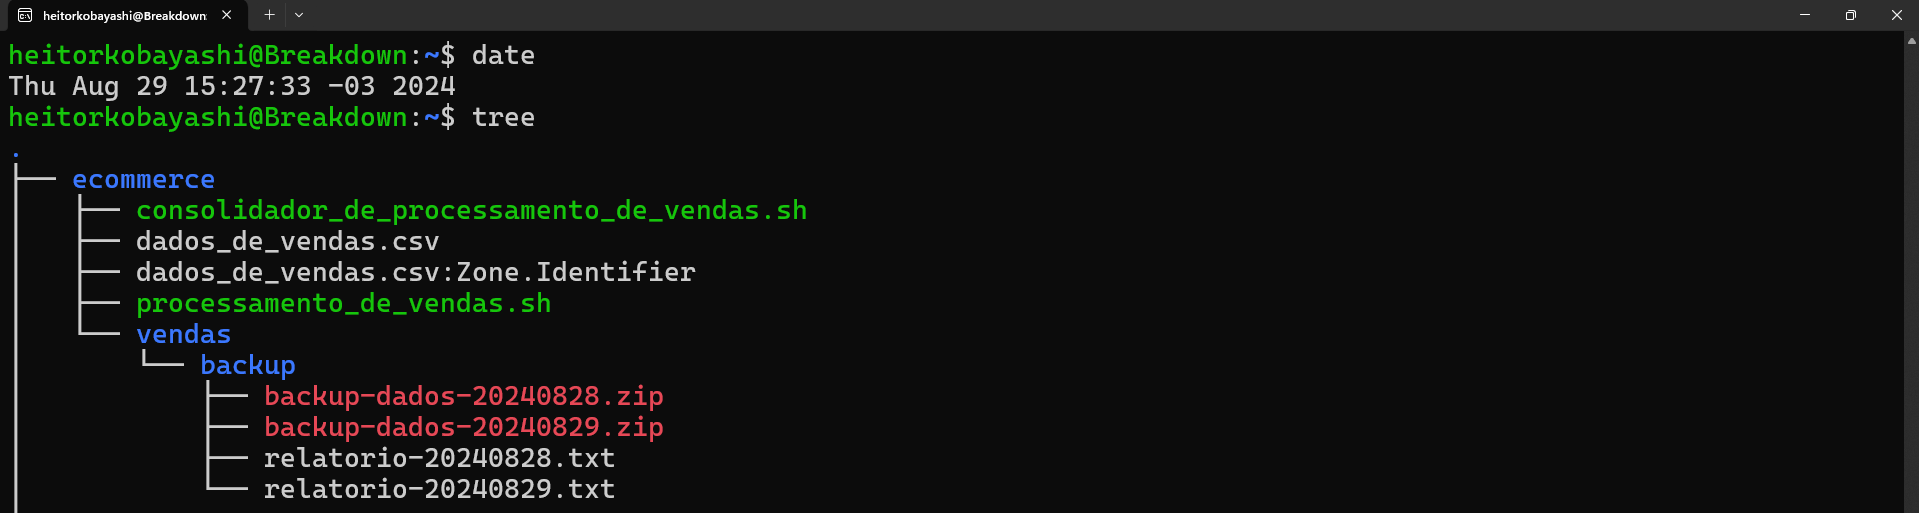 heitorkobayashi@Breakdown:
heitorkobayashi@Breakdown:~$ date
Thu Aug 29 15:27:33 -03 2024
heitorkobayashi@Breakdown:~$ tree
.
├── ecommerce
│   ├── consolidador_de_processamento_de_vendas.sh
│   ├── dados_de_vendas.csv
│   ├── dados_de_vendas.csv:Zone.Identifier
│   ├── processamento_de_vendas.sh
│   └── vendas
│       └── backup
│           ├── backup-dados-20240828.zip
│           ├── backup-dados-20240829.zip
│           ├── relatorio-20240828.txt
│           └── relatorio-20240829.txt